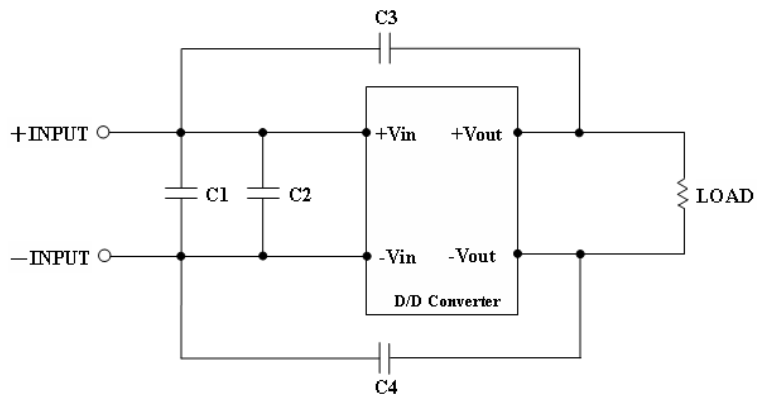 C3
+INPUT
+Vin
+Vout
C1
C2
LOAD
−INPUT
-Vin
-Vout
D/D Converter
C4